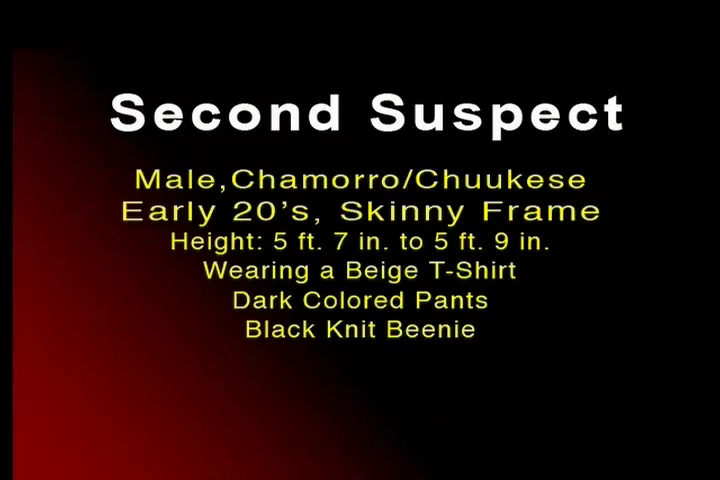 Second Suspect
Male,Chamorro/Chuukese
Early 20's, Skinny Frame
Height: 5 ft. 7 in. to 5 ft. 9 in.
Wearing a Beige T-Shirt
Dark Colored Pants
Black Knit Beenie